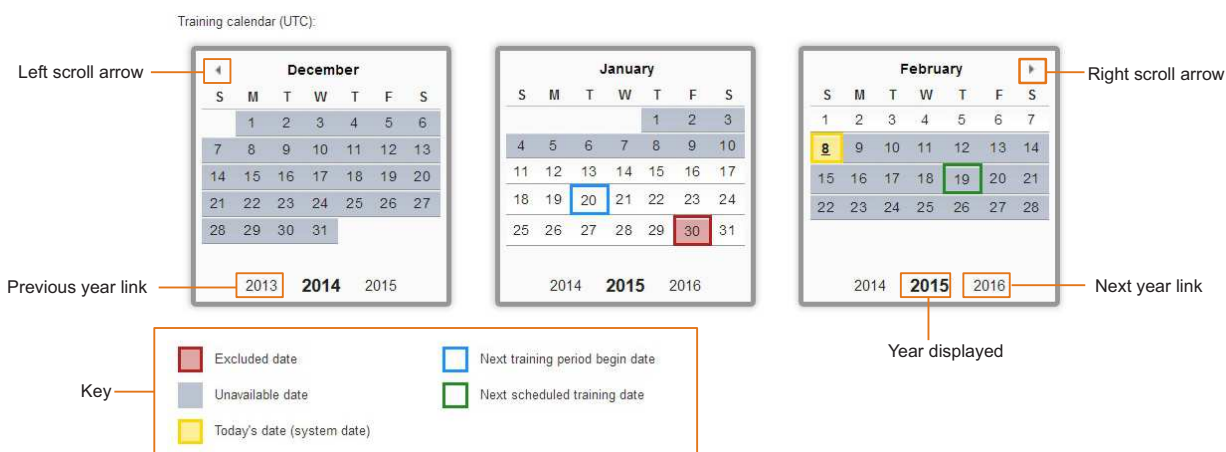 Training calendar (UTC):
Left scroll arrow
December
S M T W T F S
1 2 3 4 5 6
7 8 9 10 11 12 13
14 15 16 17 18 19 20
21 22 23 24 25 26 27
28 29 30 31
Previous year link
2013 2014 2015
January
S M T W T F S
1 2 3
4 5 6 7 8 9 10
11 12 13 14 15 16 17
18 19 20 21 22 23 24
25 26 27 28 29 30 31
2014 2015 2016
February
Right scroll arrow
S M T W T F S
1 2 3 4 5 6 7
8 9 10 11 12 13 14
15 16 17 18 19 20 21
22 23 24 25 26 27 28
2014 2015 2016
Next year link
Year displayed
Key
Excluded date
Unavailable date
Today's date (system date)
Next training period begin date
Next scheduled training date